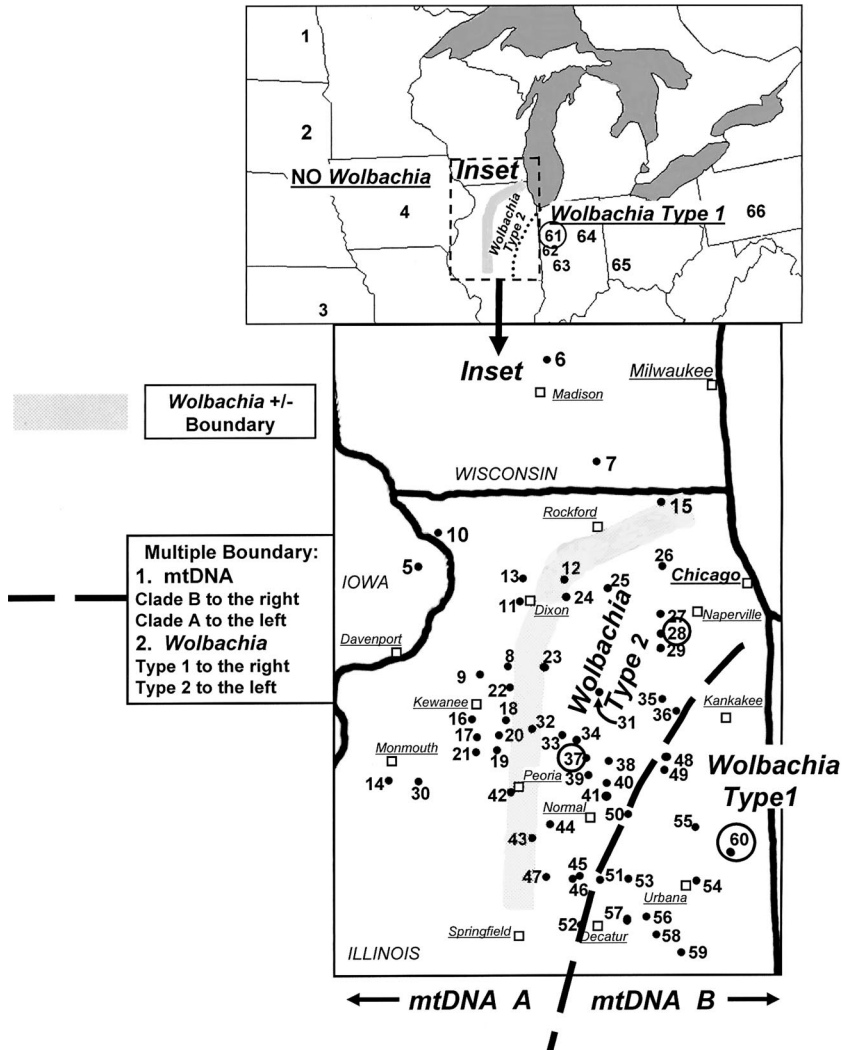 1
2
NO Wolbachia
Inset
4
Wolbachia
Type 2
Wolbachia Type 1
66
61
64
62
63
65
3
Inset
6
Madison
Milwaukee
7
WISCONSIN
Wolbachia +/-
Boundary
Multiple Boundary:
1. mtDNA
Clade B to the right
Clade A to the left
2. Wolbachia
Type 1 to the right
Type 2 to the left
15
Rockford
10
5
IOWA
26
13
12
25
Chicago
11
Dixon
24
27
Naperville
28
29
Davenport
8
23
Wolbachia
Type 2
9
22
35
36
Kankakee
31
Kewanee
16
18
32
17
20
33
34
21
19
37
38
48
49
Monmouth
14
30
Peoria
39
40
42
41
Wolbachia
Type1
Normal
50
44
43
55
60
47
45
46
51
53
54
Urbana
52
57
56
Springfield
Decatur
58
59
ILLINOIS
mtDNA A
mtDNA B